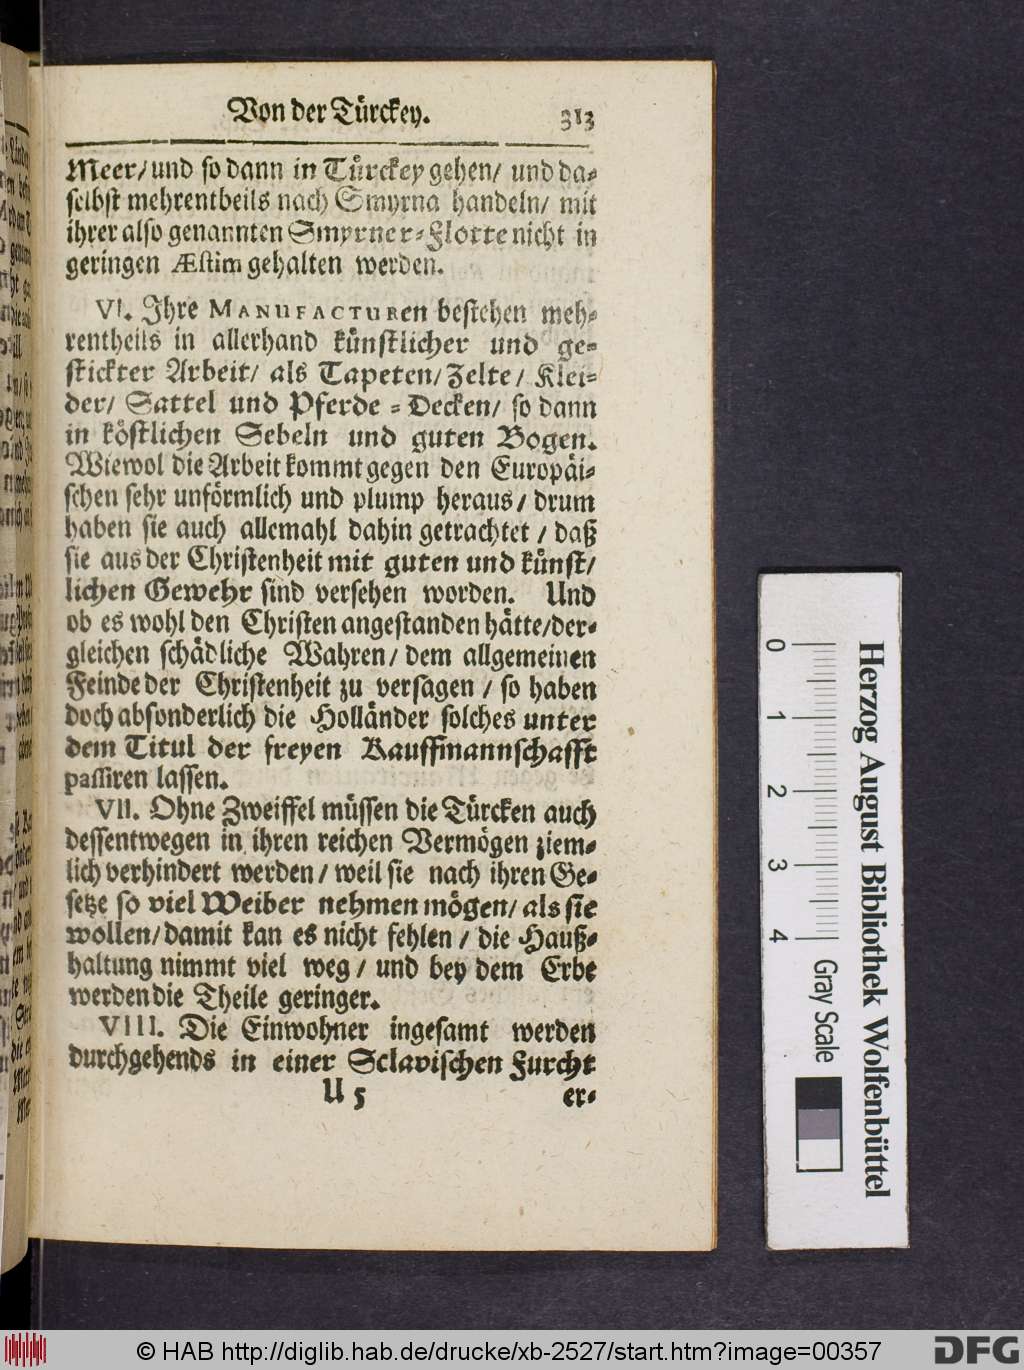 Von der Türckey. 313
Meer/ und so dann in Türckey gehen/ und da-
selbst mehrentheils nach Smyrna handeln/ mit
ihrer also genannten Smyrner-Flotte nicht in
geringen Æstim gehalten werden.
VI. Ihre MANUFACTURen bestehen meh-
rentheils in allerhand künstlicher und ge-
stickter Arbeit/ als Tapeten/ Zelte/ Klei-
der/ Sattel und Pferde-Decken/ so dann
in köstlichen Sebeln und guten Bogen.
Wiewol die Arbeit kommt gegen den Europäi-
schen sehr unförmlich und plump heraus/ drum
haben sie auch allemahl dahin getrachtet/ daß
sie aus der Christenheit mit guten und künst/
lichen Gewehr sind versehen worden. Und
ob es wohl den Christen angestanden hätte/ der-
gleichen schädliche Wahren/ dem allgemeinen
Feinde der Christenheit zu versagen/ so haben
doch absonderlich die Holländer solches unter
dem Titul der freyen Kauffmannschafft
passiren lassen.
VII. Ohne Zweiffel müssen die Türcken auch
dessentwegen in ihren reichen Vermögen ziem-
lich verhindert werden/ weil sie nach ihren Ge-
setze so viel Weiber nehmen mögen/ als sie
wollen/ damit kan es nicht fehlen/ die Hauß-
haltung nimmt viel weg/ und bey dem Erbe
werden die Theile geringer.
VIII. Die Einwohner ingesamt werden
durchgehends in einer Sclavischen Furcht
U 5 er-
0 1 2 3 4 Gray Scale
Herzog August Bibliothek Wolfenbüttel
© HAB http://diglib.hab.de/drucke/xb-2527/start.htm?image=00357
DFG